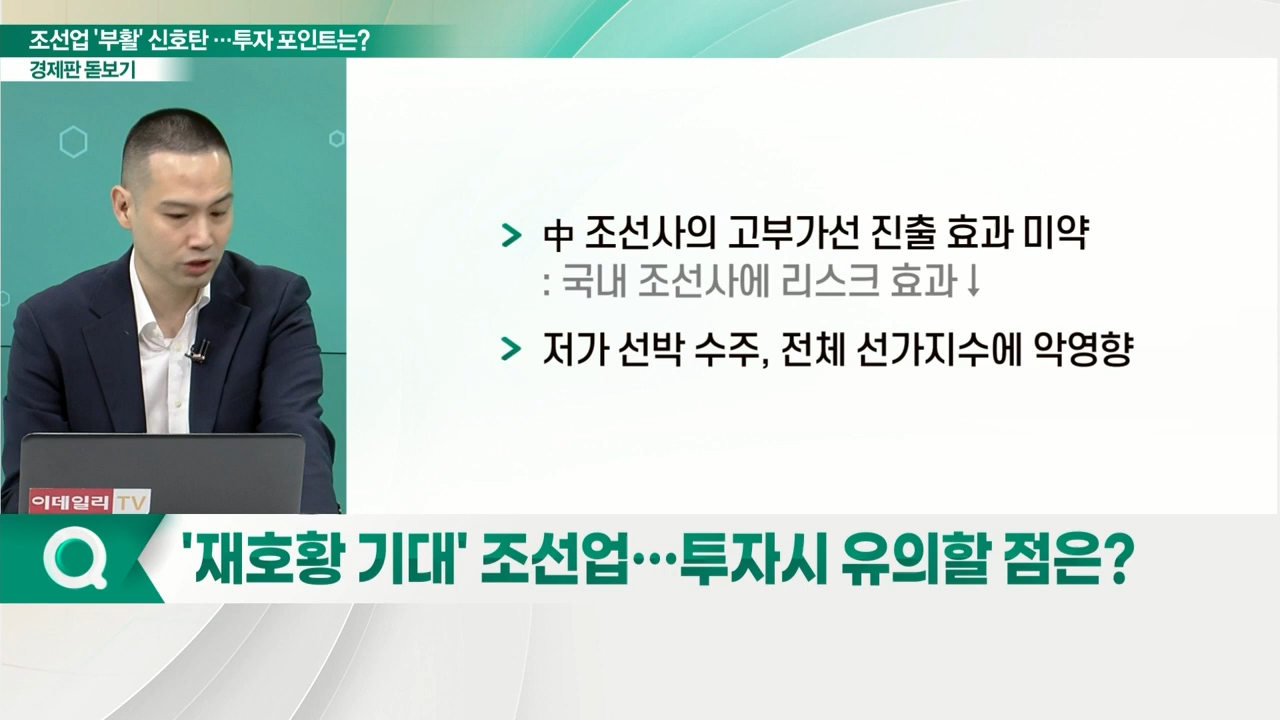 조선업 '부활' 신호탄 …투자 포인트는?
경제판 돋보기
> 中 조선사의 고부가선 진출 효과 미약
: 국내 조선사에 리스크 효과↓
> 저가 선박 수주, 전체 선가지수에 악영향
이데일리 TV
'재호황 기대' 조선업…투자시 유의할 점은?